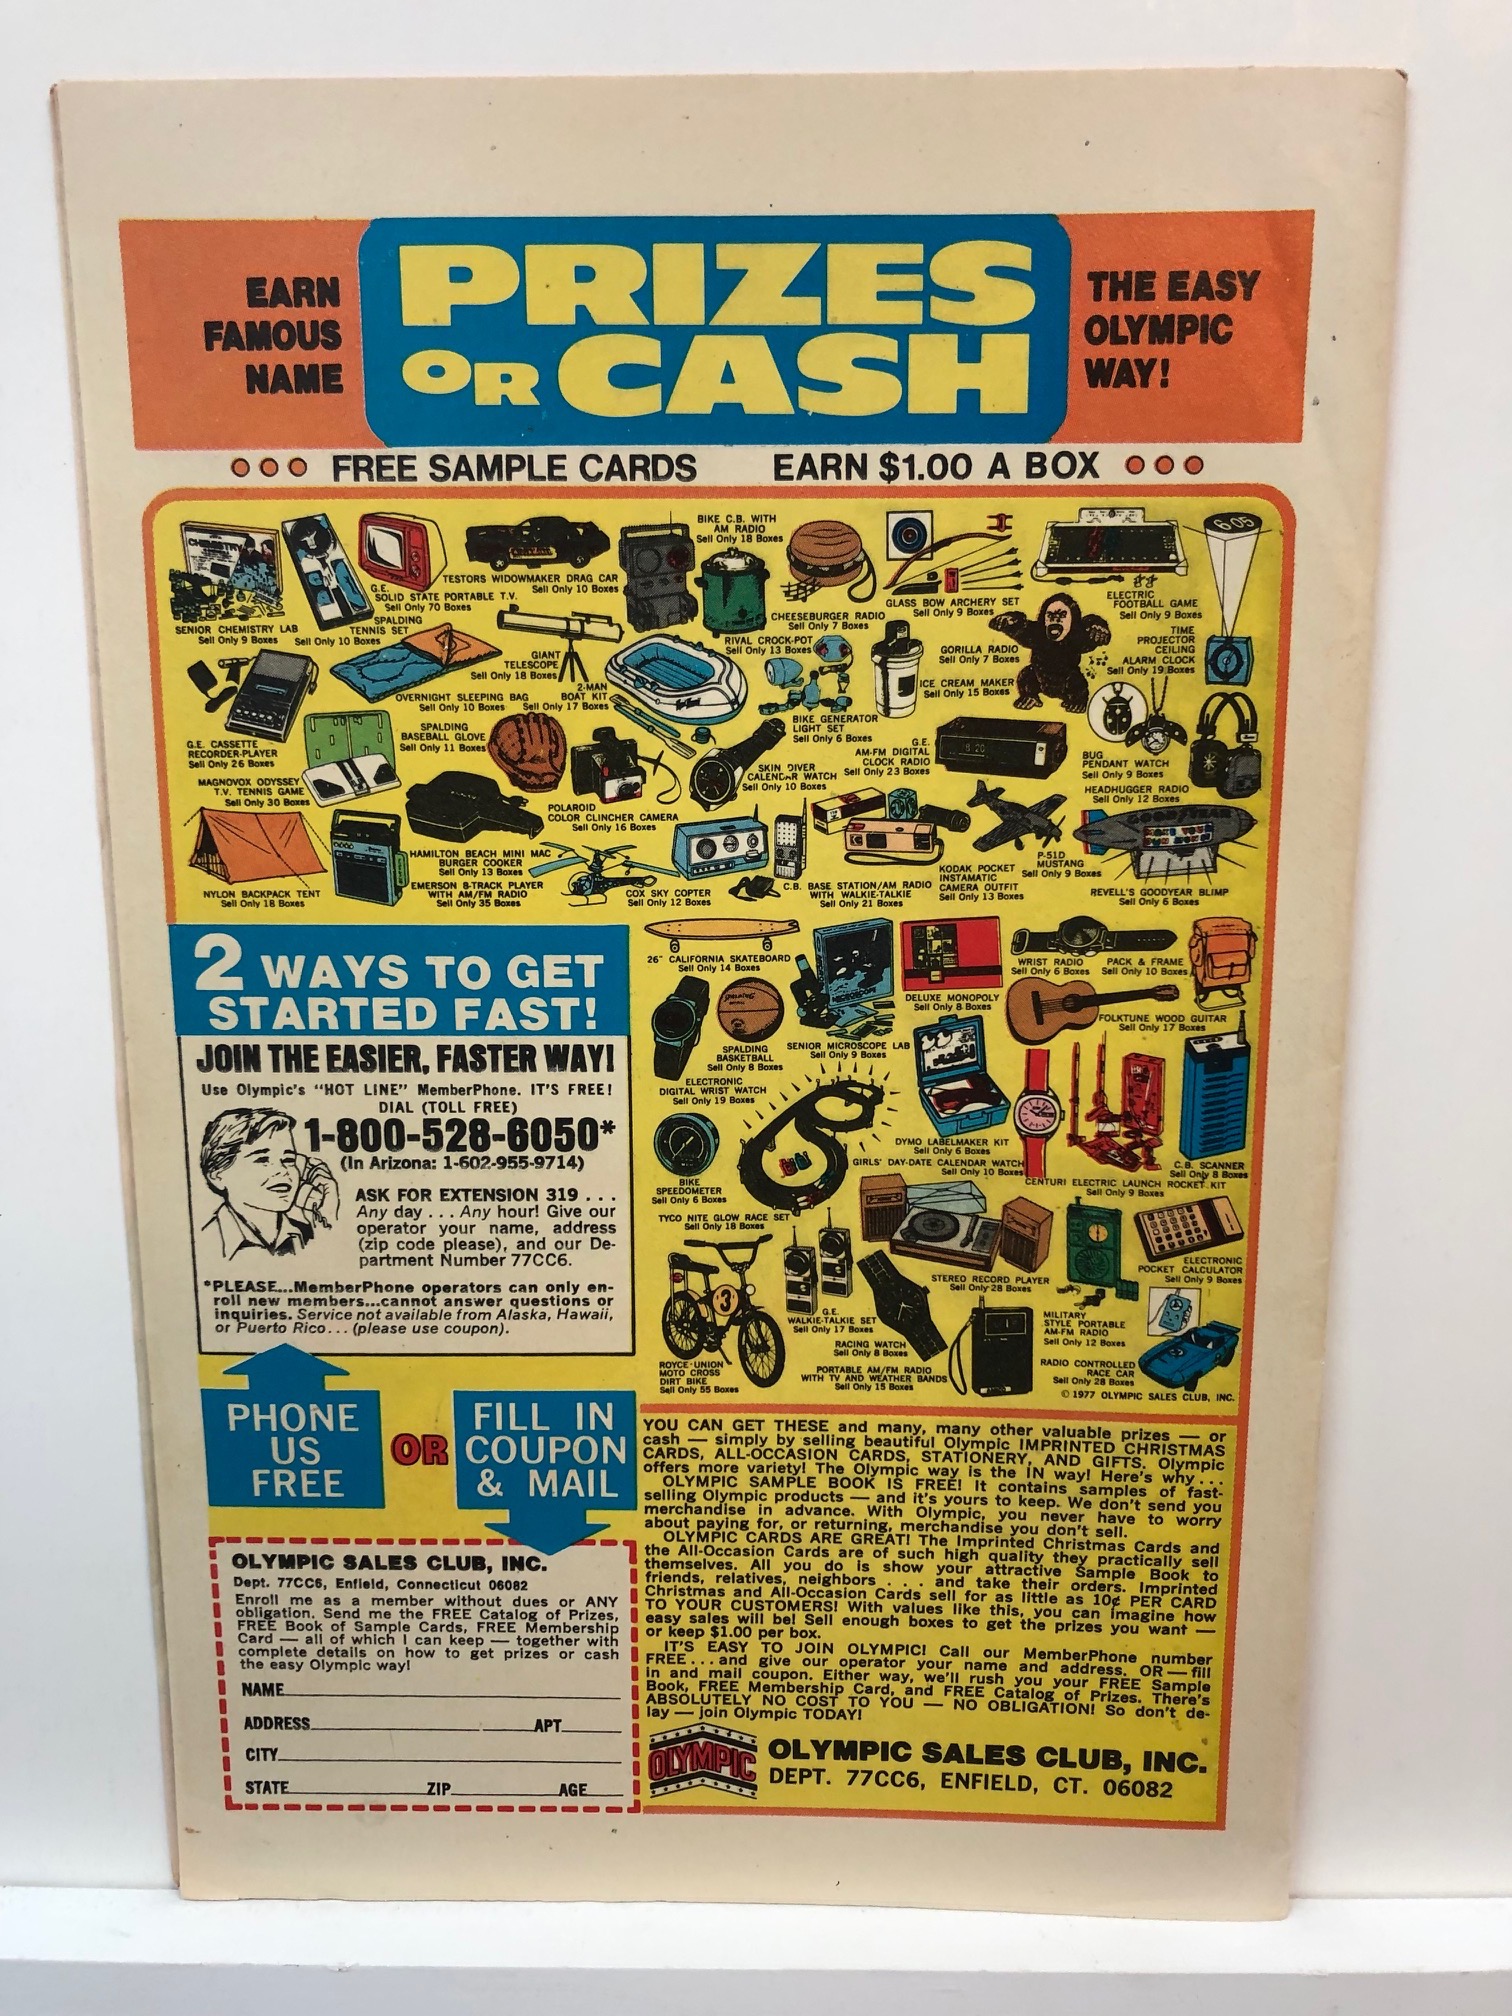 EARN
FAMOUS
NAME
PRIZES
OR CASH
THE EASY
OLYMPIC
WAY!
FREE SAMPLE CARDS EARN $1.00 A BOX
SENIOR CHEMISTRY LAB
Sell Only 9 Boxes
SPALDING
TENNIS SET
Sell Only 10 Boxes
G.E.
SOLID STATE PORTABLE T.V.
Sell Only 70 Boxes
TESTORS WIDOWMAKER DRAG CAR
Sell Only 10 Boxes
BIKE C.B. WITH
AM RADIO
Sell Only 18 Boxes
RIVAL CROCK-POT
Sell Only 13 Boxes
CHEESEBURGER RADIO
Sell Only 7 Boxes
GLASS BOW ARCHERY SET
Sell Only 9 Boxes
ELECTRIC
FOOTBALL GAME
Sell Only 9 Boxes
6:05
TIME
PROJECTOR
CEILING
ALARM CLOCK
Sell Only 19 Boxes
G.E. CASSETTE
RECORDER-PLAYER
Sell Only 26 Boxes
OVERNIGHT SLEEPING BAG
Sell Only 10 Boxes
GIANT
TELESCOPE
Sell Only 18 Boxes
2-MAN
BOAT KIT
Sell Only 17 Boxes
BIKE GENERATOR
LIGHT SET
Sell Only 6 Boxes
ICE CREAM MAKER
Sell Only 15 Boxes
GORILLA RADIO
Sell Only 7 Boxes
MAGNOVOX ODYSSEY
T.V. TENNIS GAME
Sell Only 30 Boxes
SPALDING
BASEBALL GLOVE
Sell Only 11 Boxes
POLAROID
COLOR CLINCHER CAMERA
Sell Only 16 Boxes
SKIN DIVER
CALENDAR WATCH
Sell Only 10 Boxes
G.E.
AM-FM DIGITAL
CLOCK RADIO
Sell Only 23 Boxes
BUG
PENDANT WATCH
Sell Only 9 Boxes
HEADHUGGER RADIO
Sell Only 12 Boxes
NYLON BACKPACK TENT
Sell Only 18 Boxes
HAMILTON BEACH MINI MAC
BURGER COOKER
Sell Only 13 Boxes
EMERSON 8-TRACK PLAYER
WITH AM/FM RADIO
Sell Only 35 Boxes
COX SKY COPTER
Sell Only 12 Boxes
C.B. BASE STATION/AM RADIO
WITH WALKIE-TALKIE
Sell Only 21 Boxes
KODAK POCKET
INSTAMATIC
CAMERA OUTFIT
Sell Only 13 Boxes
P-51D
MUSTANG
Sell Only 9 Boxes
GOODYEAR
REVELL'S GOODYEAR BLIMP
Sell Only 6 Boxes
26" CALIFORNIA SKATEBOARD
Sell Only 14 Boxes
SENIOR MICROSCOPE LAB
Sell Only 9 Boxes
DELUXE MONOPOLY
Sell Only 8 Boxes
WRIST RADIO
Sell Only 6 Boxes
PACK & FRAME
Sell Only 10 Boxes
FOLKTUNE WOOD GUITAR
Sell Only 17 Boxes
SPALDING
BASKETBALL
Sell Only 8 Boxes
ELECTRONIC
DIGITAL WRIST WATCH
Sell Only 19 Boxes
BIKE
SPEEDOMETER
Sell Only 6 Boxes
DYMO LABELMAKER KIT
Sell Only 6 Boxes
GIRLS' DAY-DATE CALENDAR WATCH
Sell Only 10 Boxes
C.B. SCANNER
Sell Only 8 Boxes
CENTURI ELECTRIC LAUNCH ROCKET KIT
Sell Only 9 Boxes
TYCO NITE GLOW RACE SET
Sell Only 18 Boxes
STEREO RECORD PLAYER
Sell Only 28 Boxes
ELECTRONIC
POCKET CALCULATOR
Sell Only 9 Boxes
G.E.
WALKIE-TALKIE SET
Sell Only 17 Boxes
RACING WATCH
Sell Only 8 Boxes
MILITARY
STYLE PORTABLE
AM-FM RADIO
Sell Only 12 Boxes
3
ROYCE-UNION
MOTO CROSS
DIRT BIKE
Sell Only 55 Boxes
PORTABLE AM/FM RADIO
WITH TV AND WEATHER BANDS
Sell Only 15 Boxes
RADIO CONTROLLED
RACE CAR
Sell Only 28 Boxes
© 1977 OLYMPIC SALES CLUB, INC.
2 WAYS TO GET
STARTED FAST!
JOIN THE EASIER, FASTER WAY!
Use Olympic's "HOT LINE" MemberPhone. IT'S FREE!
DIAL (TOLL FREE)
1-800-528-6050*
(In Arizona: 1-602-955-9714)
ASK FOR EXTENSION 319 . . .
Any day . . . Any hour! Give our
operator your name, address
(zip code please), and our De-
partment Number 77CC6.
*PLEASE....MemberPhone operators can only en-
roll new members...cannot answer questions or
inquiries. Service not available from Alaska, Hawaii,
or Puerto Rico... (please use coupon).
PHONE
US
FREE
OR
FILL IN
COUPON
& MAIL
OLYMPIC SALES CLUB, INC.
Dept. 77CC6, Enfield, Connecticut 06082
Enroll me as a member without dues or ANY
obligation. Send me the FREE Catalog of Prizes,
FREE Book of Sample Cards, FREE Membership
Card — all of which I can keep — together with
complete details on how to get prizes or cash
the easy Olympic way!
NAME
ADDRESS APT
CITY
STATE ZIP AGE
YOU CAN GET THESE and many, many other valuable prizes — or
cash — simply by selling beautiful Olympic IMPRINTED CHRISTMAS
CARDS, ALL-OCCASION CARDS, STATIONERY, AND GIFTS. Olympic
offers more variety! The Olympic way is the IN way! Here's why . . .
OLYMPIC SAMPLE BOOK IS FREE! It contains samples of fast-
selling Olympic products — and it's yours to keep. We don't send you
merchandise in advance. With Olympic, you never have to worry
about paying for, or returning, merchandise you don't sell.
OLYMPIC CARDS ARE GREAT! The Imprinted Christmas Cards and
the All-Occasion Cards are of such high quality they practically sell
themselves. All you do is show your attractive Sample Book to
friends, relatives, neighbors . . . and take their orders. Imprinted
Christmas and All-Occasion Cards sell for as little as 10¢ PER CARD
TO YOUR CUSTOMERS! With values like this, you can imagine how
easy sales will be! Sell enough boxes to get the prizes you want —
or keep $1.00 per box.
IT'S EASY TO JOIN OLYMPIC! Call our MemberPhone number
FREE . . . and give our operator your name and address. OR — fill
in and mail coupon. Either way, we'll rush you your FREE Sample
Book, FREE Membership Card, and FREE Catalog of Prizes. There's
ABSOLUTELY NO COST TO YOU — NO OBLIGATION! So don't de-
lay — join Olympic TODAY!
OLYMPIC
OLYMPIC SALES CLUB, INC.
DEPT. 77CC6, ENFIELD, CT. 06082